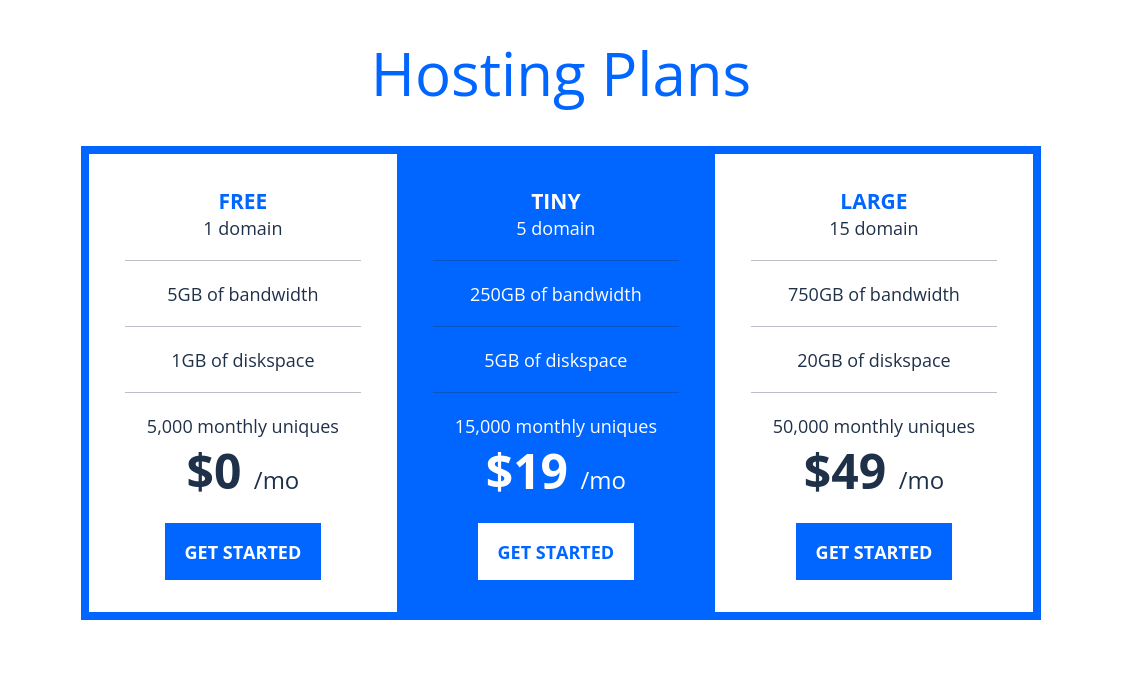 Hosting Plans
FREE
1 domain
5GB of bandwidth
1GB of diskspace
5,000 monthly uniques
$0 /mo
GET STARTED
TINY
5 domain
250GB of bandwidth
5GB of diskspace
15,000 monthly uniques
$19 /mo
GET STARTED
LARGE
15 domain
750GB of bandwidth
20GB of diskspace
50,000 monthly uniques
$49 /mo
GET STARTED